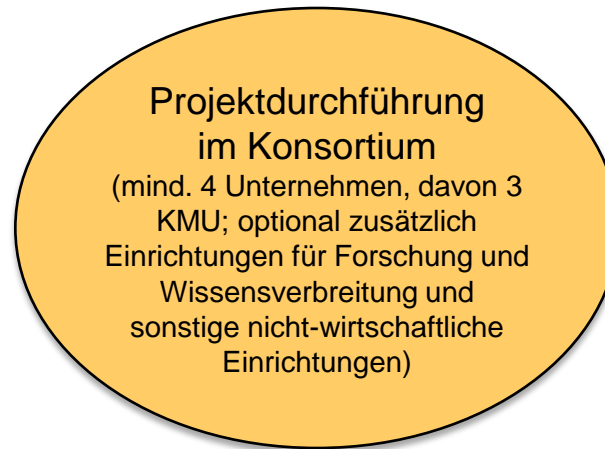 Projektdurchführung
im Konsortium
(mind. 4 Unternehmen, davon 3
KMU; optional zusätzlich
Einrichtungen für Forschung und
Wissensverbreitung und
sonstige nicht-wirtschaftliche
Einrichtungen)